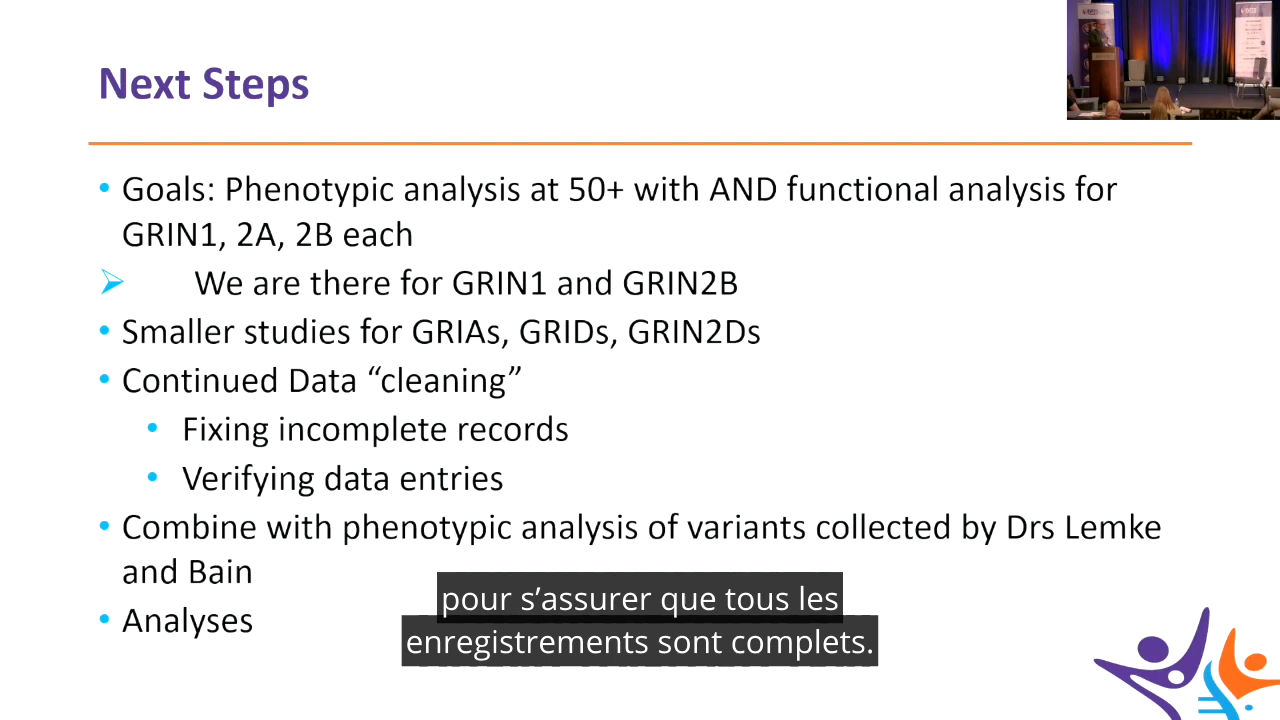 Next Steps
• Goals: Phenotypic analysis at 50+ with AND functional analysis for
GRIN1, 2A, 2B each
➢ We are there for GRIN1 and GRIN2B
• Smaller studies for GRIAs, GRIDs, GRIN2Ds
• Continued Data “cleaning”
• Fixing incomplete records
• Verifying data entries
• Combine with phenotypic analysis of variants collected by Drs Lemke
and Bain
• Analyses
pour s’assurer que tous les
enregistrements sont complets.